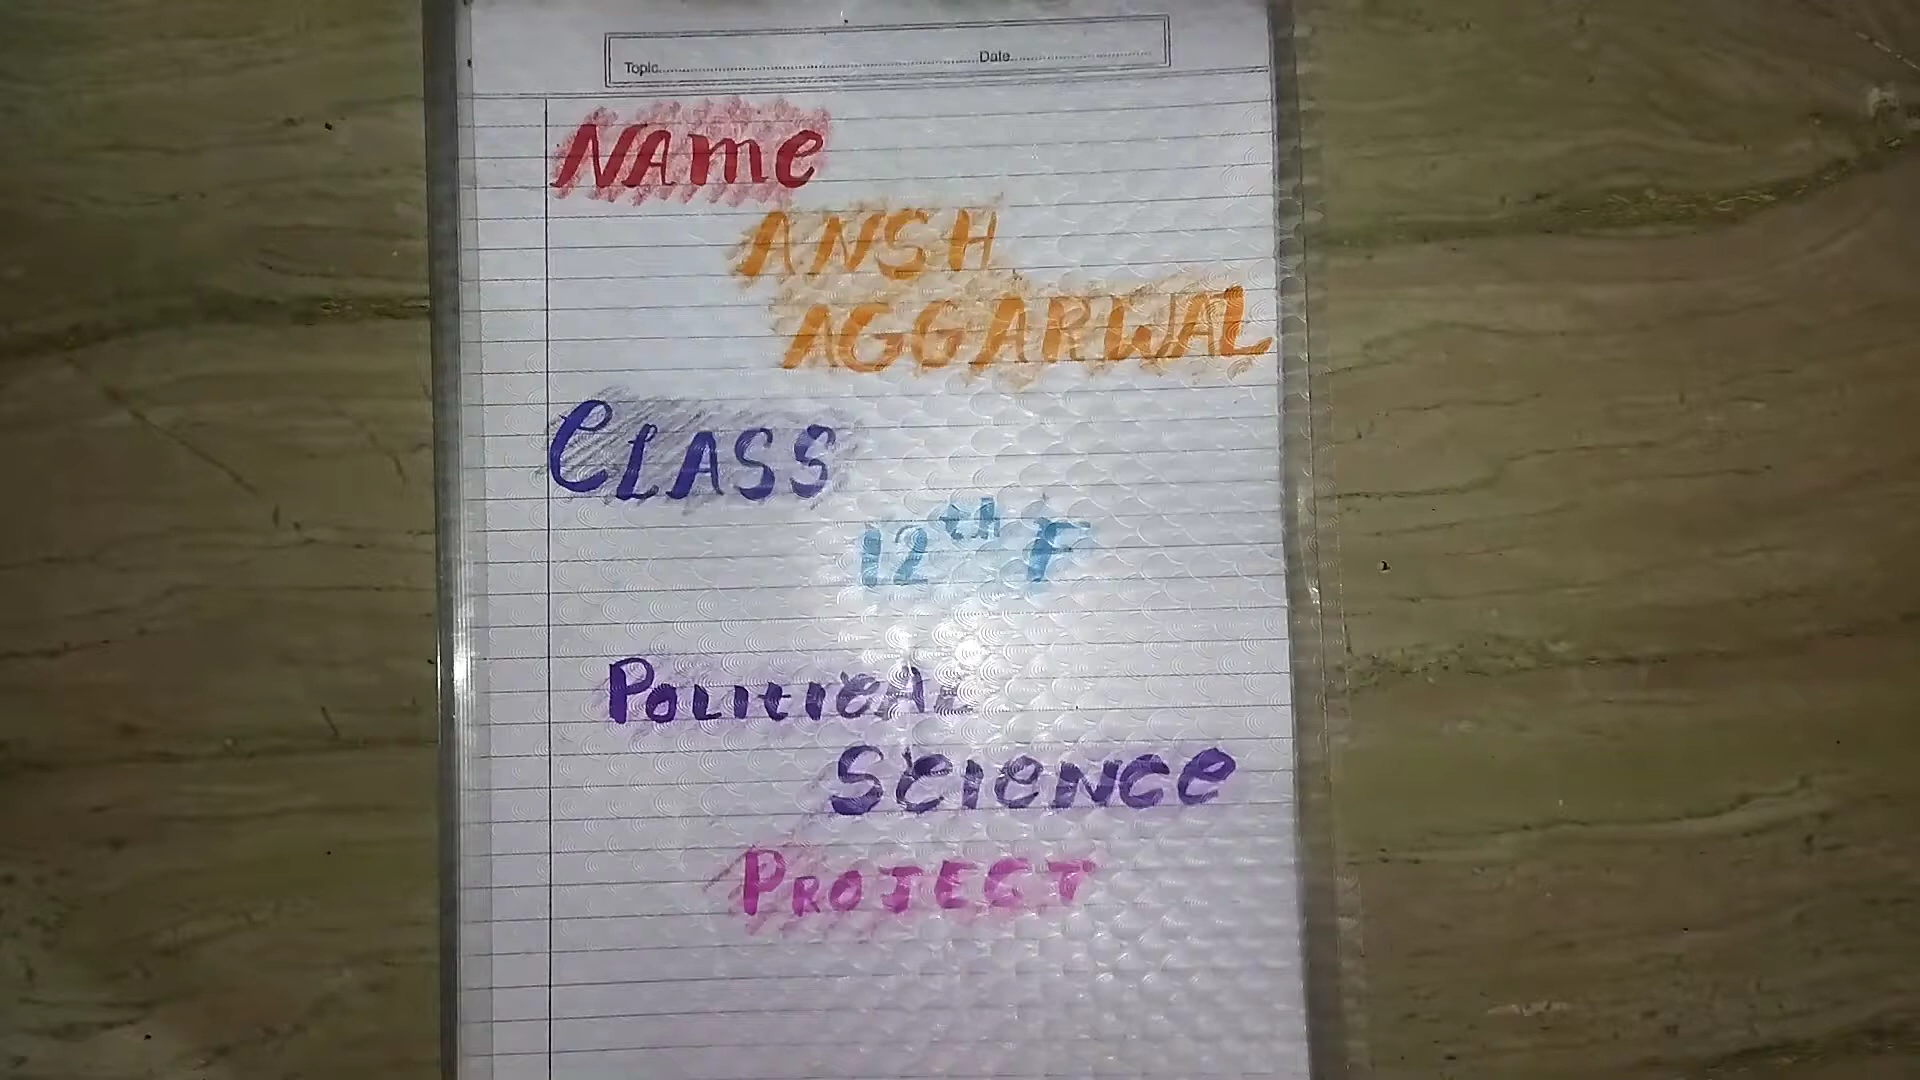 Topic Date
NAme
ANSH
AGGARWAL
CLASS
12th F
POLItICAL
SCIeNCe
PROJECT